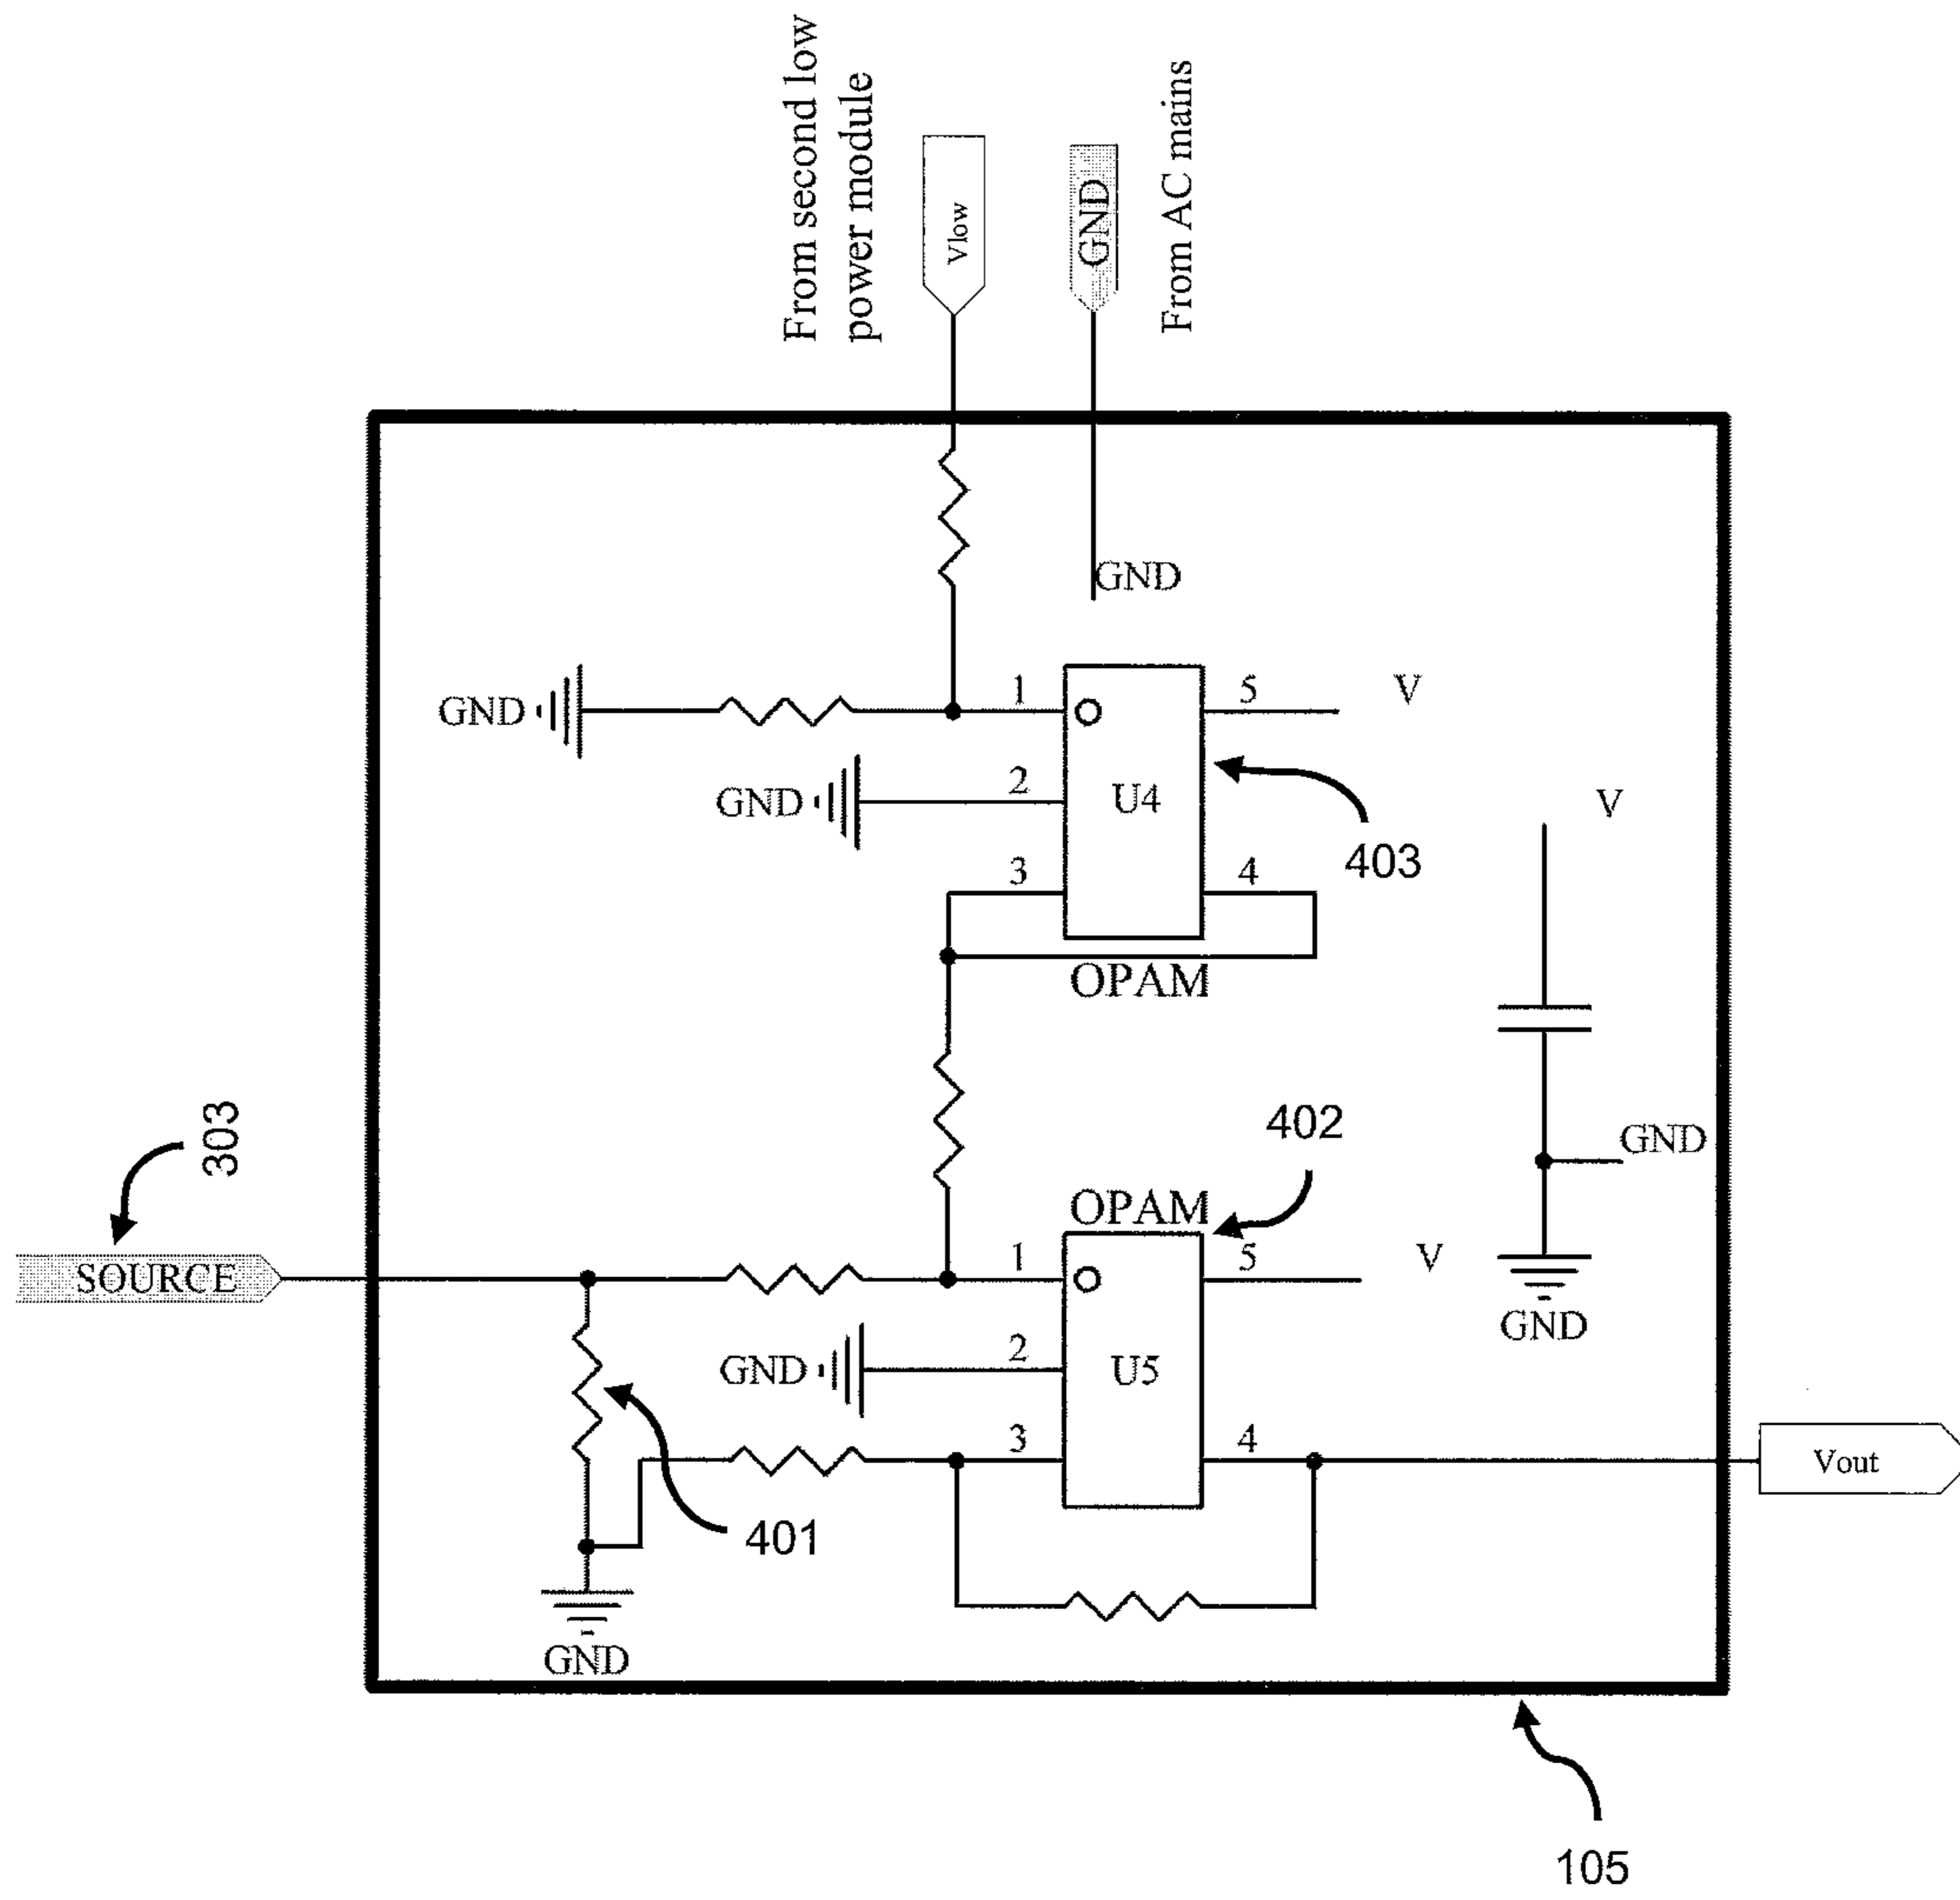 From second low
power module
Vlow
GND
From AC mains
GND
GND
1
5
V
GND
2
U4
403
3
4
OPAM
V
303
SOURCE
402
OPAM
GND
1
5
V
GND
GND
2
U5
3
4
Vout
401
GND
105